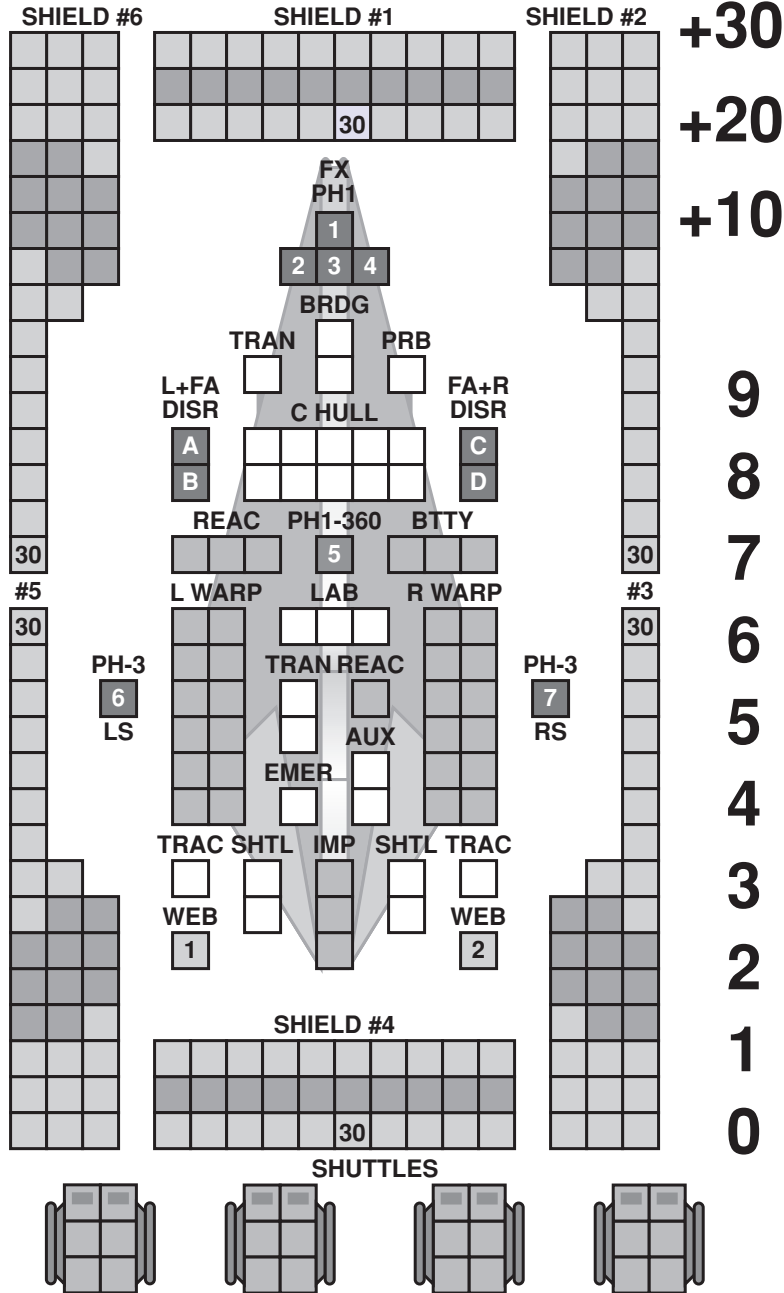 SHIELD #6 SHIELD #1 SHIELD #2 +30
30 +20
FX
PH1
+10
1
2 3 4
BRDG
TRAN PRB
L+FA FA+R 9
DISR C HULL DISR
A C
B D 8
REAC PH1-360 BTTY
30 5 30 7
#5 L WARP LAB R WARP #3
30 30 6
PH-3 TRAN REAC PH-3
6 7
LS AUX RS 5
EMER
4
TRAC SHTL IMP SHTL TRAC
3
WEB WEB
1 2 2
SHIELD #4
1
30 0
SHUTTLES